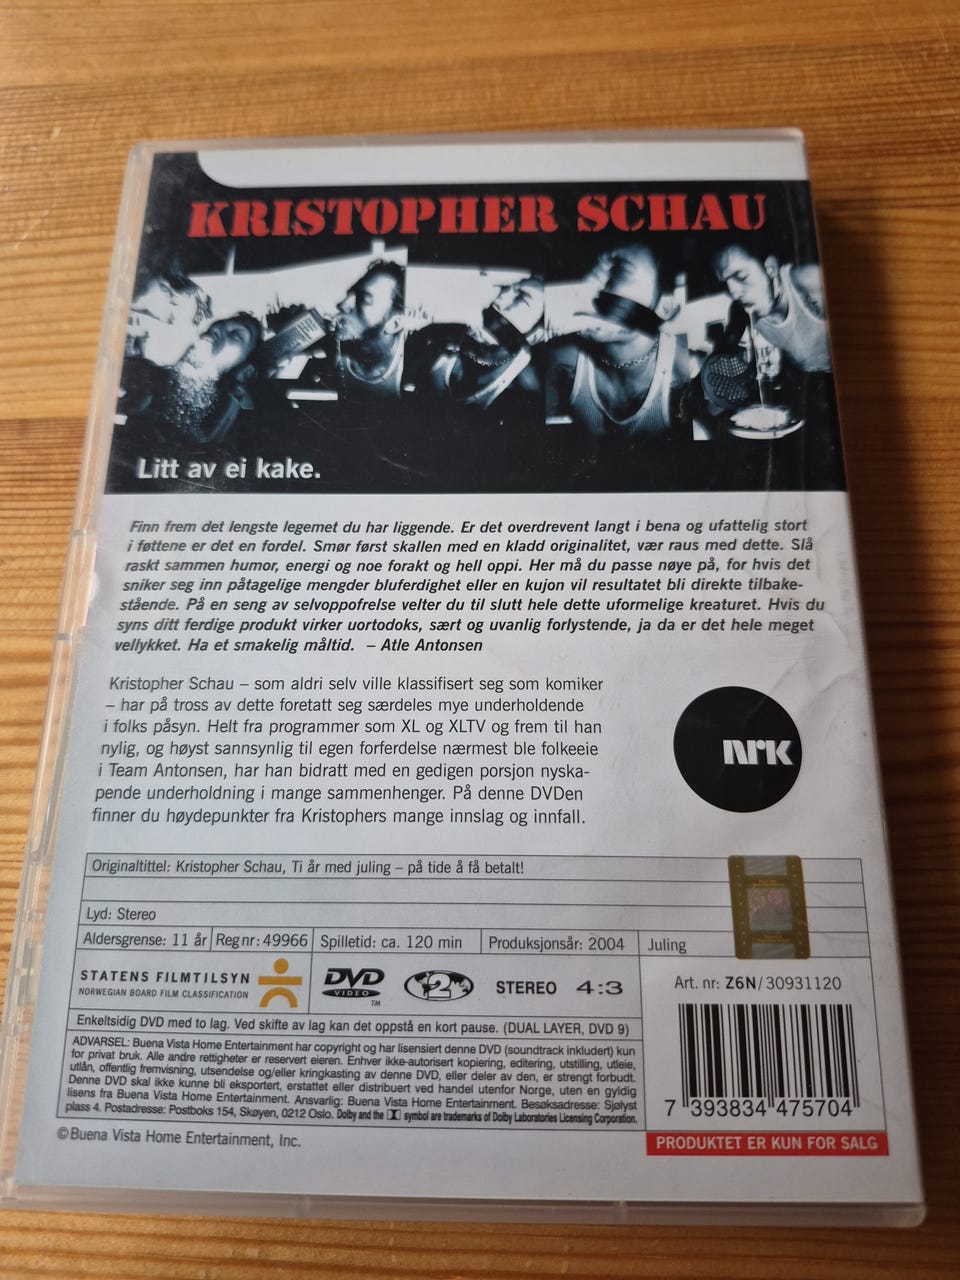 KRISTOPHER SCHAU
Litt av ei kake.
Finn frem det lengste legemet du har liggende. Er det overdrevent langt i bena og ufattelig stort
i føttene er det en fordel. Smør først skallen med en kladd originalitet, vær raus med dette. Slå
raskt sammen humor, energi og noe forakt og hell oppi. Her må du passe nøye på, for hvis det
sniker seg inn påtagelige mengder bluferdighet eller en kujon vil resultatet bli direkte tilbake-
stående. På en seng av selvoppofrelse velter du til slutt hele dette uformelige kreaturet. Hvis du
syns ditt ferdige produkt virker uortodoks, sært og uvanlig forlystende, ja da er det hele meget
vellykket. Ha et smakelig måltid. – Atle Antonsen
Kristopher Schau – som aldri selv ville klassifisert seg som komiker
– har på tross av dette foretatt seg særdeles mye underholdende
i folks påsyn. Helt fra programmer som XL og XLTV og frem til han
nylig, og høyst sannsynlig til egen forferdelse nærmest ble folkeeie
i Team Antonsen, har han bidratt med en gedigen porsjon nyska-
pende underholdning i mange sammenhenger. På denne DVDen
finner du høydepunkter fra Kristophers mange innslag og innfall.
NRK
Originaltittel: Kristopher Schau, Ti år med juling – på tide å få betalt!
Lyd: Stereo
Aldersgrense: 11 år Reg nr: 49966 Spilletid: ca. 120 min Produksjonsår: 2004 Juling
STATENS FILMTILSYN
NORWEGIAN BOARD FILM CLASSIFICATION
DVD VIDEO TM 2 STEREO 4:3
Art. nr: Z6N/30931120
Enkeltsidig DVD med to lag. Ved skifte av lag kan det oppstå en kort pause. (DUAL LAYER, DVD 9)
ADVARSEL: Buena Vista Home Entertainment har copyright og har lisensiert denne DVD (soundtrack inkludert) kun
for privat bruk. Alle andre rettigheter er reservert eieren. Enhver ikke-autorisert kopiering, editering, utstilling, utleie,
utlån, offentlig fremvisning, utsendelse og/eller kringkasting av denne DVD, eller deler av den, er strengt forbudt.
Denne DVD skal ikke kunne bli eksportert, erstattet eller distribuert ved handel utenfor Norge, uten en gyldig
lisens fra Buena Vista Home Entertainment. Ansvarlig: Buena Vista Home Entertainment. Besøksadresse: Sjølyst
plass 4. Postadresse: Postboks 154, Skøyen, 0212 Oslo. Dolby and the symbol are trademarks of Dolby Laboratories Licensing Corporation.
7 393834 475704
©Buena Vista Home Entertainment, Inc.
PRODUKTET ER KUN FOR SALG